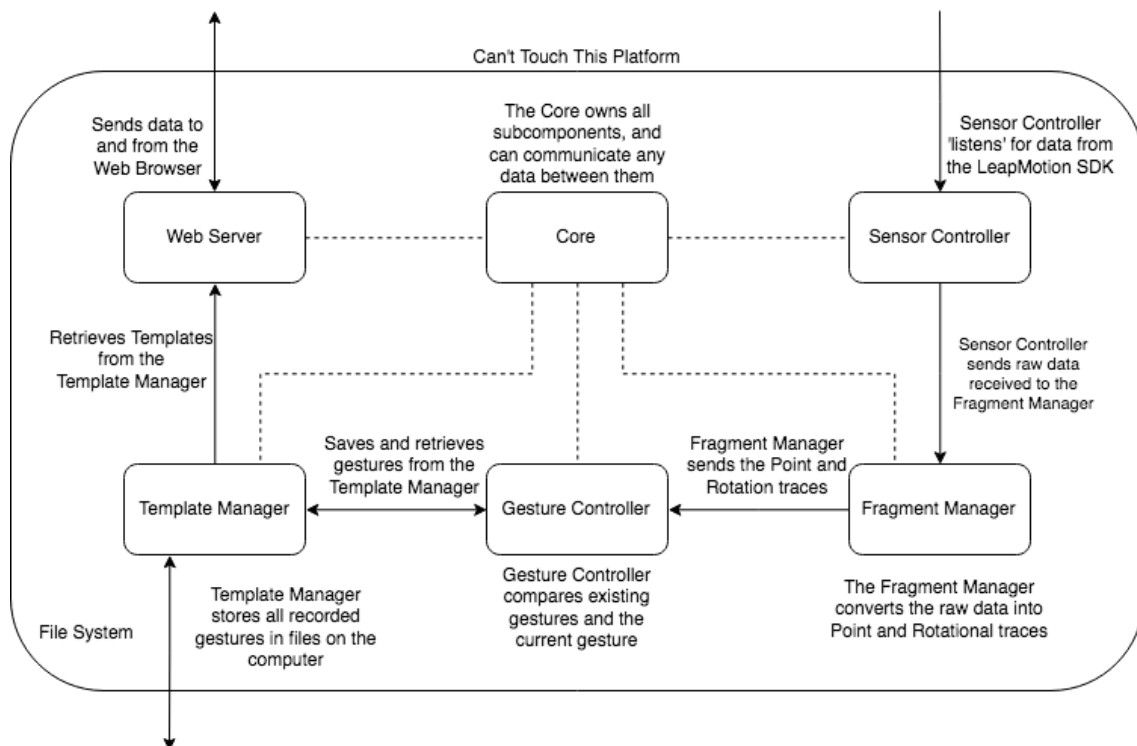 Can't Touch This Platform
Sends data to
and from the
Web Browser
The Core owns all
subcomponents, and
can communicate any
data between them
Sensor Controller
'listens' for data from
the LeapMotion SDK
Web Server
Core
Sensor Controller
Retrieves Templates
from the
Template Manager
Sensor Controller
sends raw data
received to the
Fragment Manager
Saves and retrieves
gestures from the
Template Manager
Fragment Manager
sends the Point and
Rotation traces
Template Manager
Gesture Controller
Fragment Manager
File System
Template Manager
stores all recorded
gestures in files on the
computer
Gesture Controller
compares existing
gestures and the
current gesture
The Fragment Manager
converts the raw data into
Point and Rotational traces